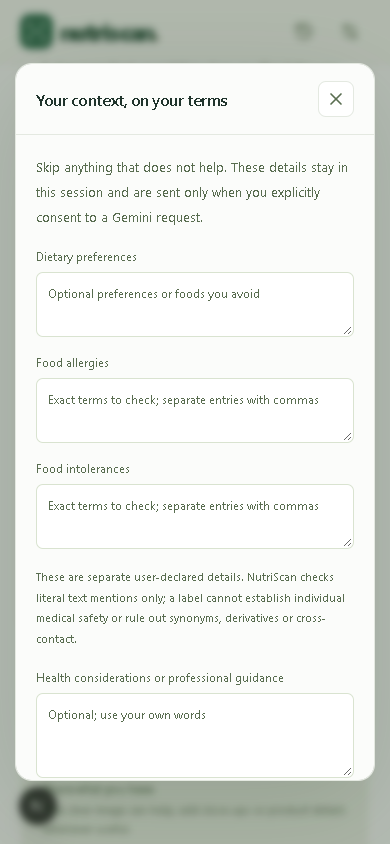 nutriscan.
Your context, on your terms
Skip anything that does not help. These details stay in
this session and are sent only when you explicitly
consent to a Gemini request.
Dietary preferences
Optional preferences or foods you avoid
Food allergies
Exact terms to check; separate entries with commas
Food intolerances
Exact terms to check; separate entries with commas
These are separate user-declared details. NutriScan checks
literal text mentions only; a label cannot establish individual
medical safety or rule out synonyms, derivatives or cross-
contact.
Health considerations or professional guidance
Optional; use your own words